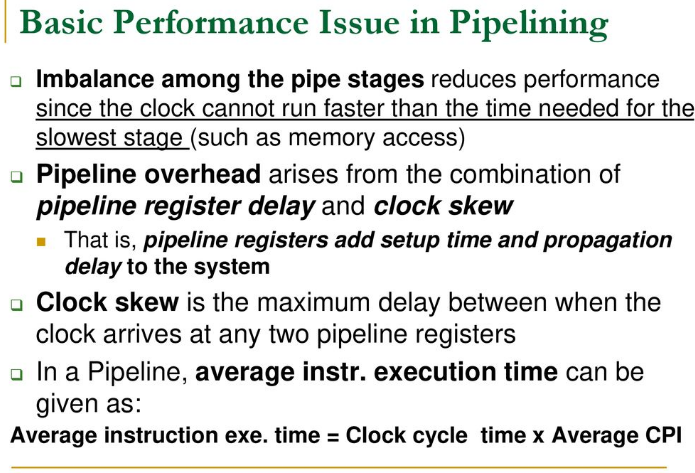 Basic Performance Issue in Pipelining
Imbalance among the pipe stages reduces performance
since the clock cannot run faster than the time needed for the
slowest stage (such as memory access)
Pipeline overhead arises from the combination of
pipeline register delay and clock skew
That is, pipeline registers add setup time and propagation
delay to the system
Clock skew is the maximum delay between when the
clock arrives at any two pipeline registers
In a Pipeline, average instr. execution time can be
given as:
Average instruction exe. time = Clock cycle time x Average CPI